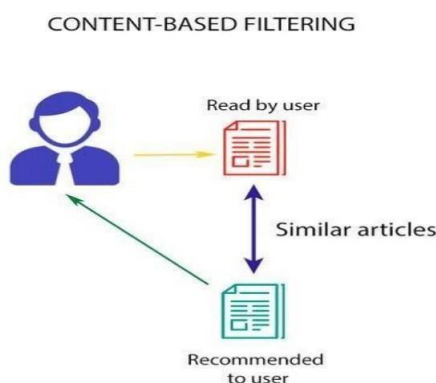 CONTENT-BASED FILTERING
Read by user
Similar articles
Recommended
to user